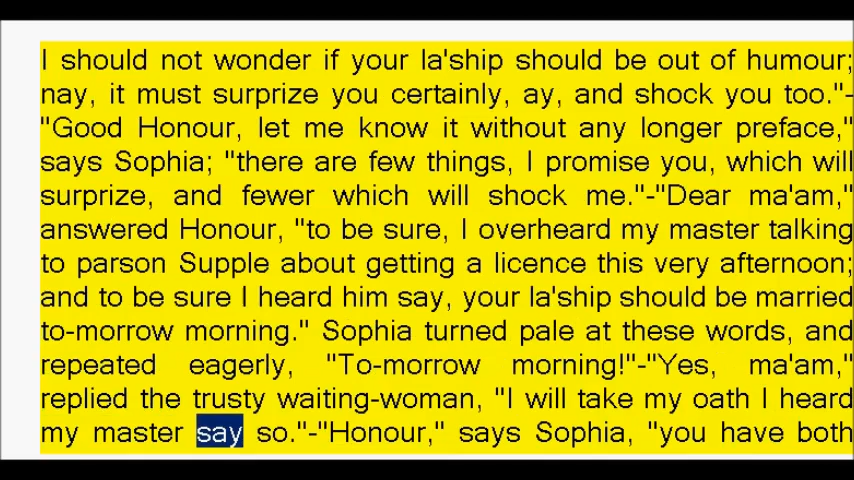 I should not wonder if your la'ship should be out of humour;
nay, it must surprize you certainly, ay, and shock you too."-
"Good Honour, let me know it without any longer preface,"
says Sophia; "there are few things, I promise you, which will
surprize, and fewer which will shock me."-"Dear ma'am,"
answered Honour, "to be sure, I overheard my master talking
to parson Supple about getting a licence this very afternoon;
and to be sure I heard him say, your la'ship should be married
to-morrow morning." Sophia turned pale at these words, and
repeated eagerly, "To-morrow morning!"-"Yes, ma'am,"
replied the trusty waiting-woman, "I will take my oath I heard
my master say so."-"Honour," says Sophia, "you have both